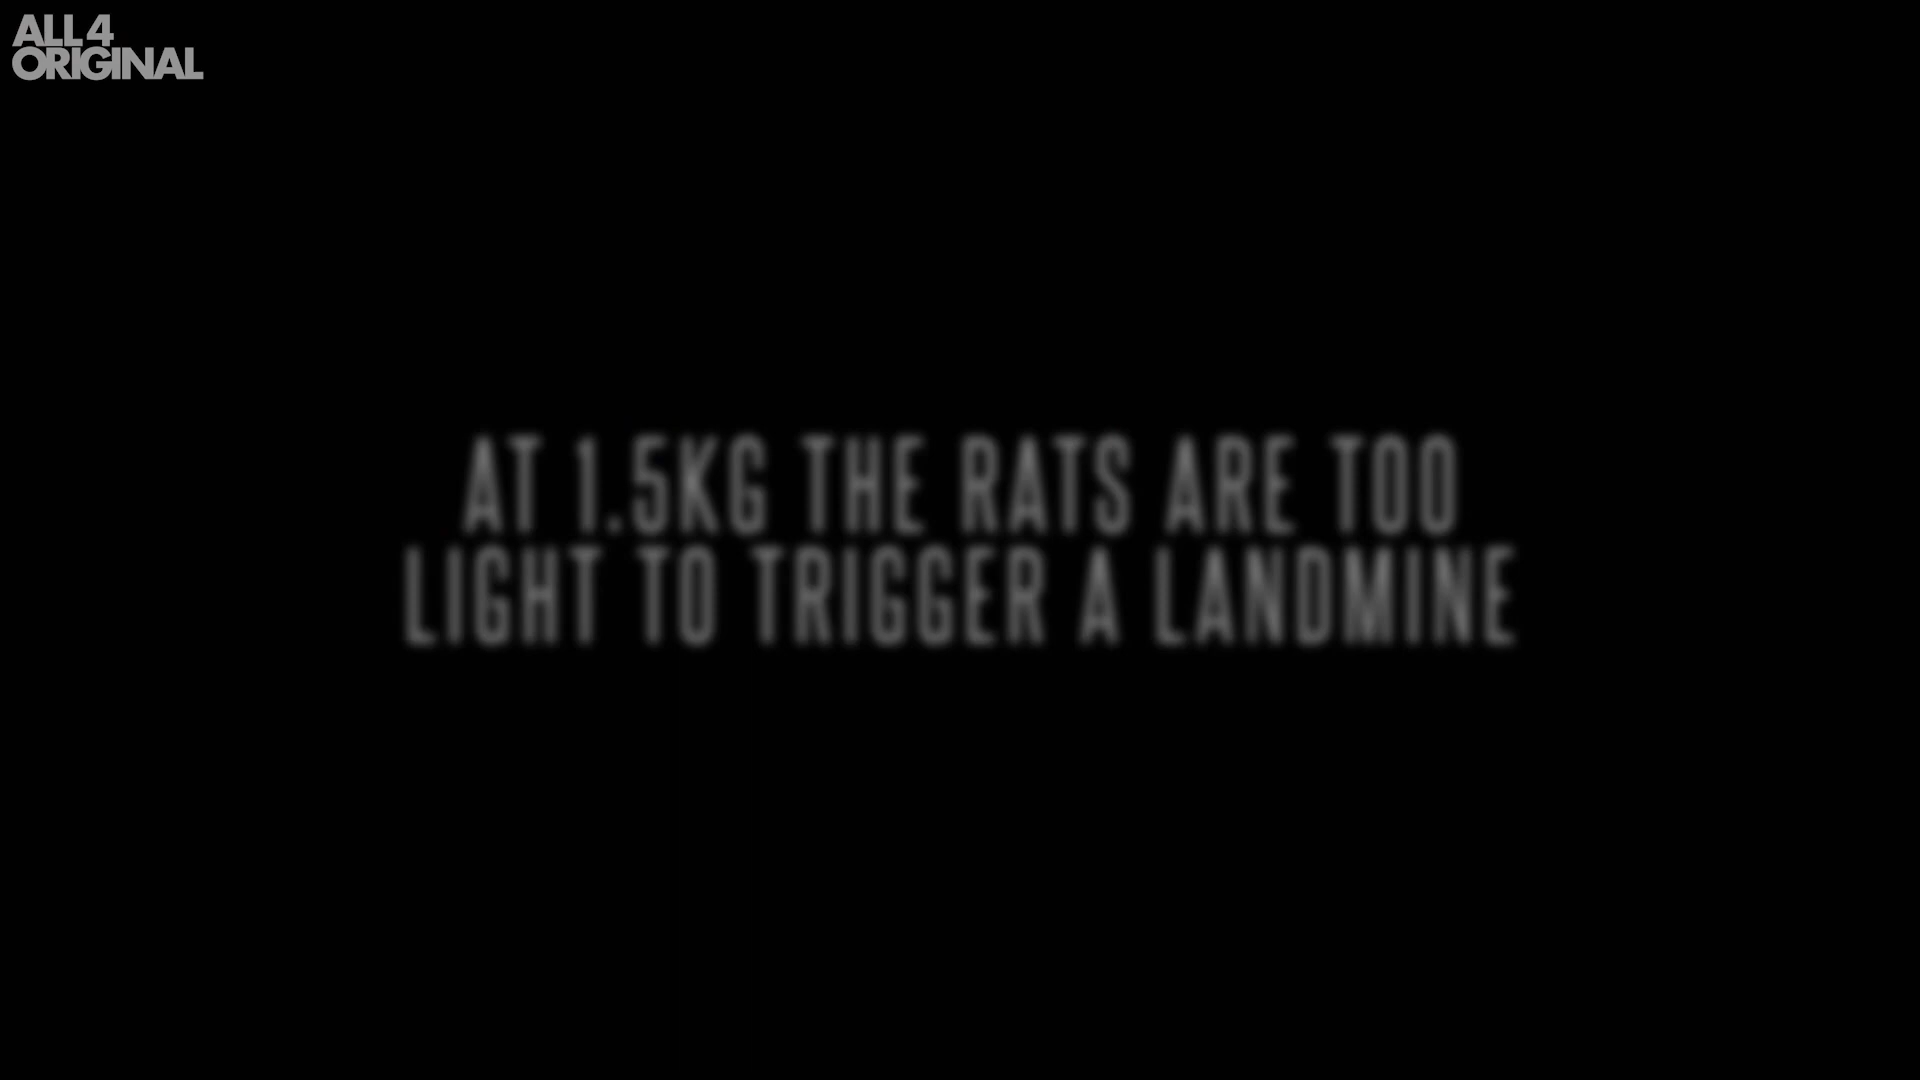 ALL 4
ORIGINAL
AT 1.5KG THE RATS ARE TOO
LIGHT TO TRIGGER A LANDMINE